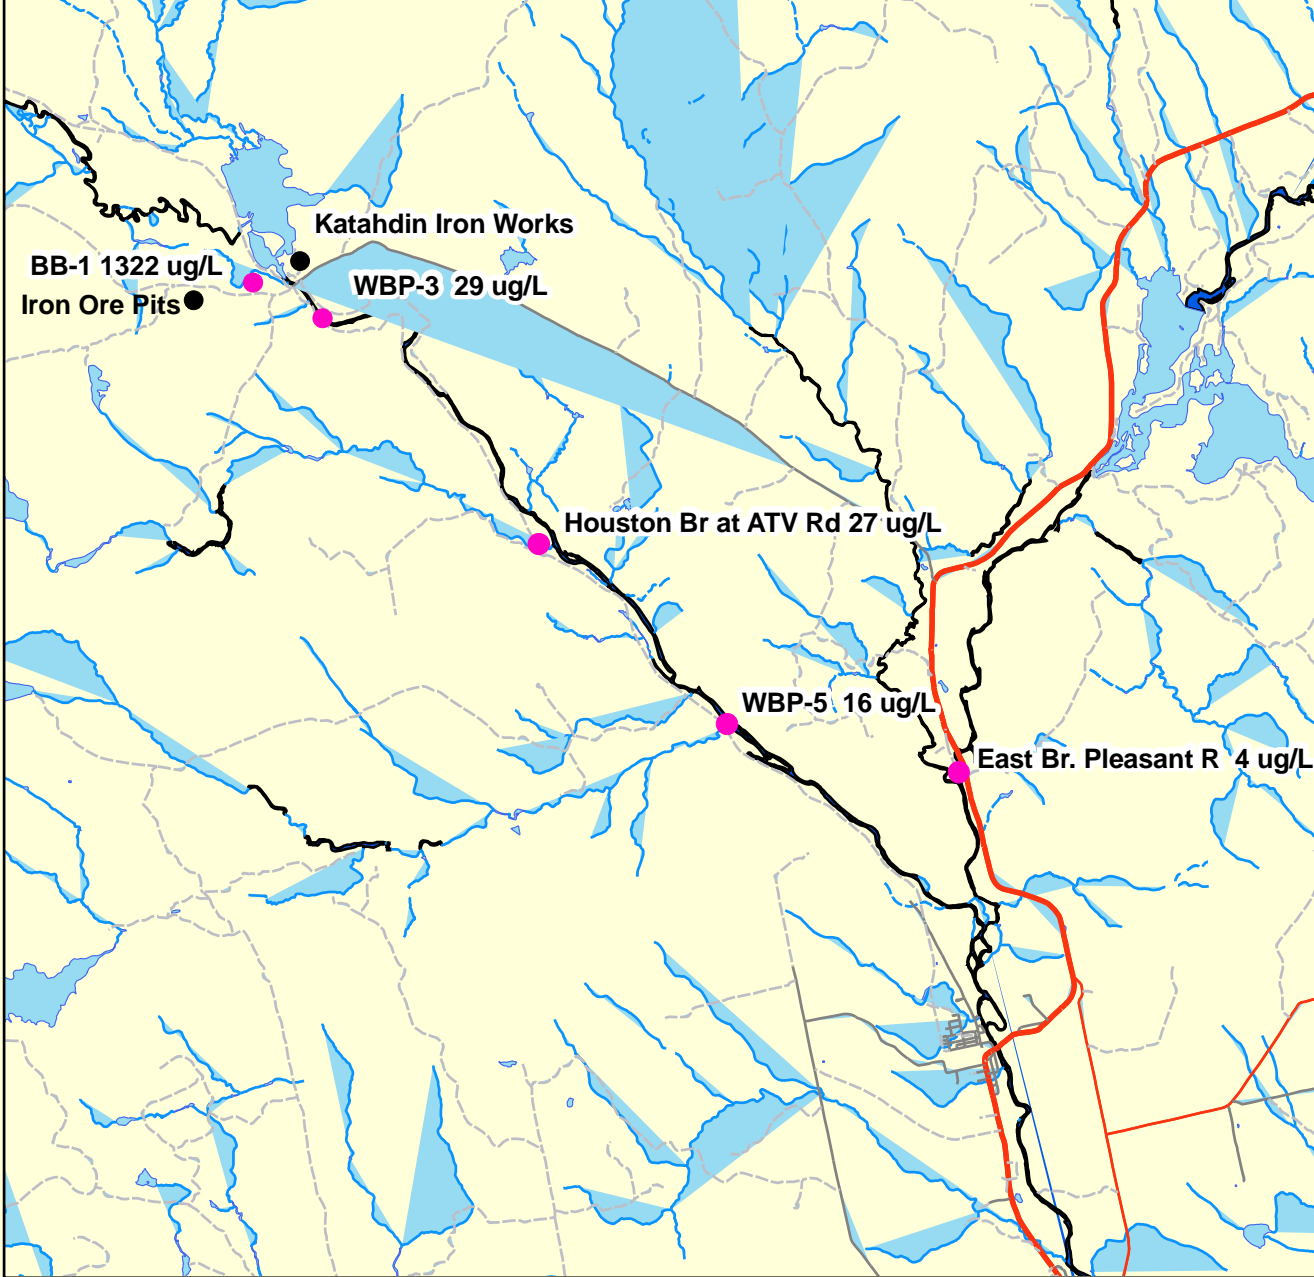 Katahdin Iron Works
BB-1 1322 ug/L
WBP-3 29 ug/L
Iron Ore Pits
Houston Br at ATV Rd 27 ug/L
WBP-5 16 ug/L
East Br. Pleasant R 4 ug/L